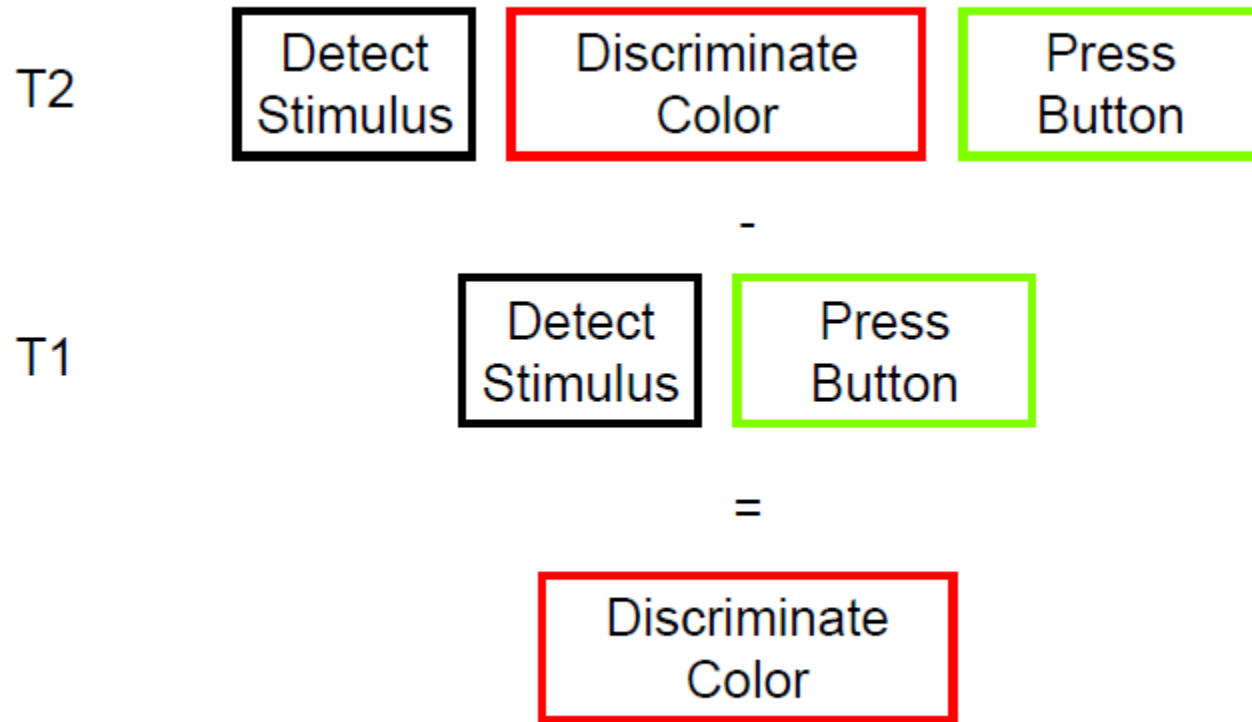 T2
Detect
Stimulus
Discriminate
Color
Press
Button
-
T1
Detect
Stimulus
Press
Button
=
Discriminate
Color